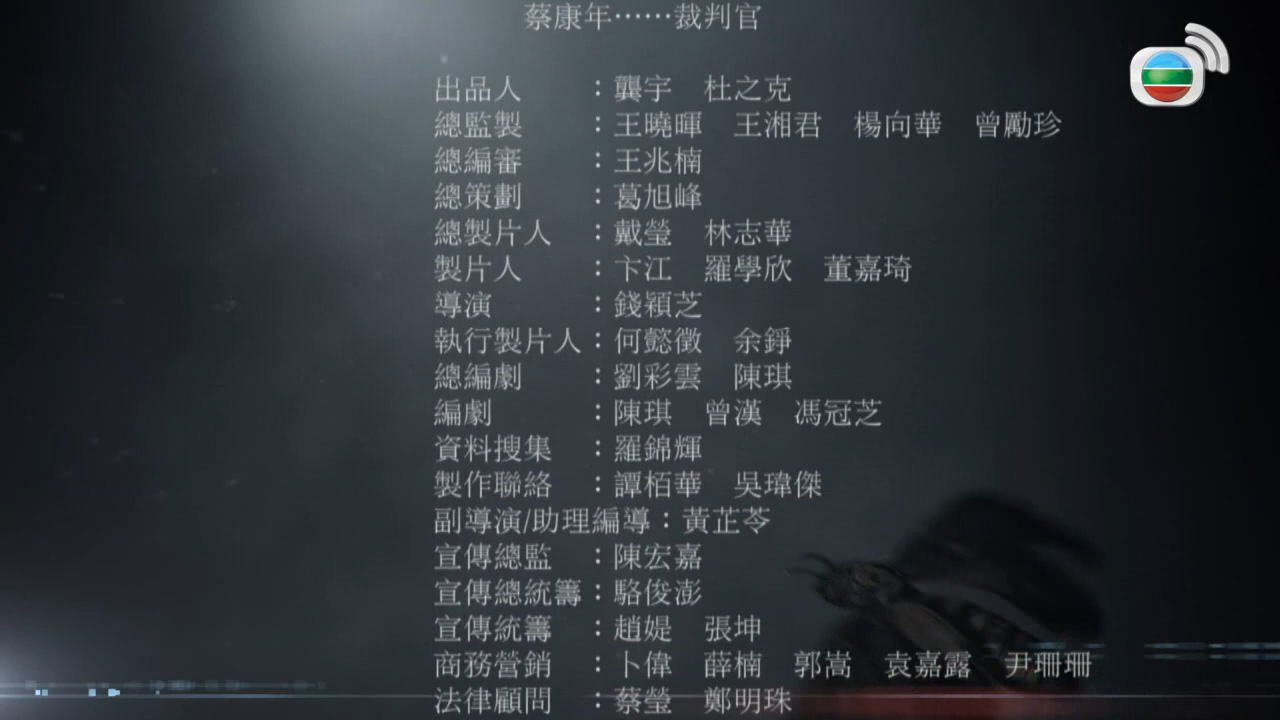 蔡康年……裁判官
出品人　：龔宇　杜之克
總監製　：王曉暉　王湘君　楊向華　曾勵珍
總編審　：王兆楠
總策劃　：葛旭峰
總製片人　：戴瑩　林志華
製片人　：卞江　羅學欣　董嘉琦
導演　：錢穎芝
執行製片人：何懿徵　余錚
總編劇　：劉彩雲　陳琪
編劇　：陳琪　曾漢　馮冠芝
資料搜集　：羅錦輝
製作聯絡　：譚栢華　吳瑋傑
副導演/助理編導：黃芷苓
宣傳總監　：陳宏嘉
宣傳總統籌：駱俊澎
宣傳統籌　：趙媞　張坤
商務營銷　：卜偉　薛楠　郭嵩　袁嘉露　尹珊珊
法律顧問　：蔡瑩　鄭明珠